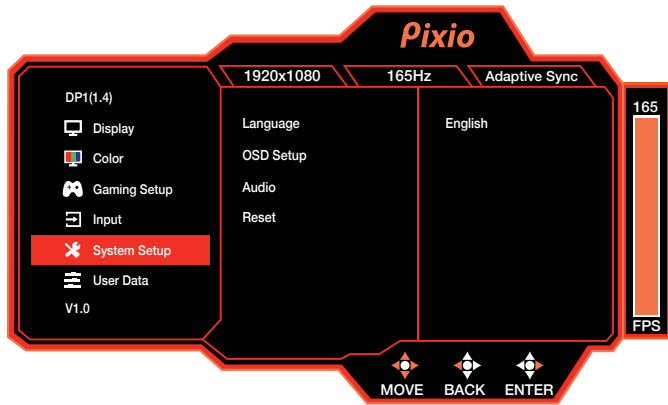 Pixio
1920x1080 165Hz Adaptive Sync
DP1(1.4)
Display
Color
Gaming Setup
Input
System Setup
User Data
V1.0
Language English
OSD Setup
Audio
Reset
165
FPS
MOVE BACK ENTER